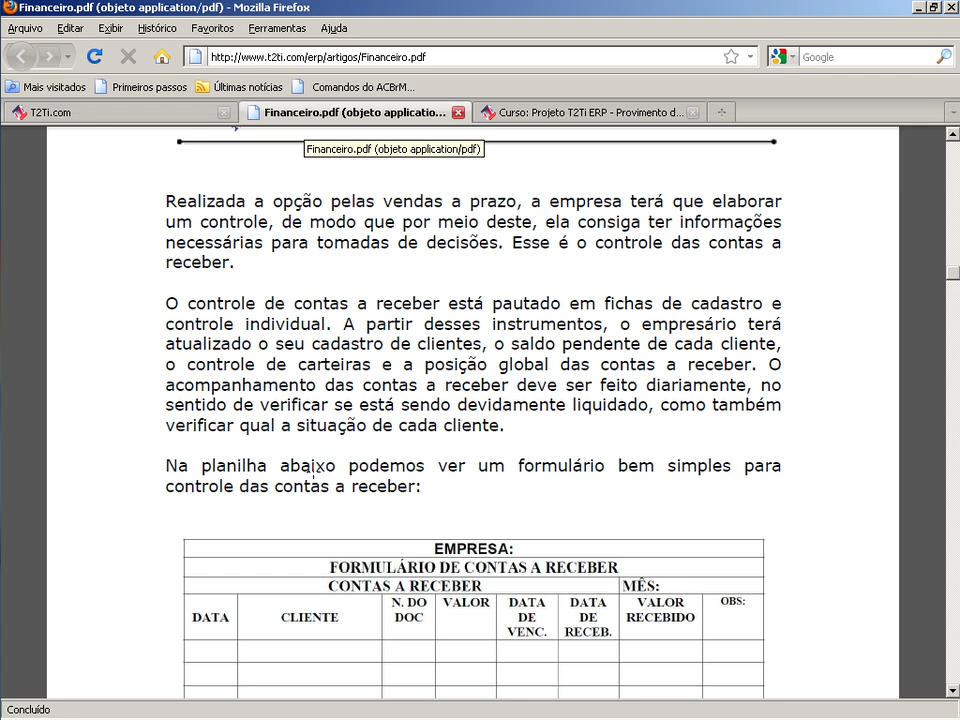 Financeiro.pdf (objeto application/pdf) - Mozilla Firefox
Arquivo Editar Exibir Histórico Favoritos Ferramentas Ajuda
http://www.t2ti.com/erp/artigos/Financeiro.pdf Google
Mais visitados Primeiros passos Últimas notícias Comandos do ACBrM...
T2Ti.com Financeiro.pdf (objeto applicatio... Curso: Projeto T2Ti ERP - Provimento d...
Financeiro.pdf (objeto application/pdf)
Realizada a opção pelas vendas a prazo, a empresa terá que elaborar
um controle, de modo que por meio deste, ela consiga ter informações
necessárias para tomadas de decisões. Esse é o controle das contas a
receber.
O controle de contas a receber está pautado em fichas de cadastro e
controle individual. A partir desses instrumentos, o empresário terá
atualizado o seu cadastro de clientes, o saldo pendente de cada cliente,
o controle de carteiras e a posição global das contas a receber. O
acompanhamento das contas a receber deve ser feito diariamente, no
sentido de verificar se está sendo devidamente liquidado, como também
verificar qual a situação de cada cliente.
Na planilha abaixo podemos ver um formulário bem simples para
controle das contas a receber:
EMPRESA:
FORMULÁRIO DE CONTAS A RECEBER
CONTAS A RECEBER MÊS:
DATA CLIENTE N. DO DOC VALOR DATA DE VENC. DATA DE RECEB. VALOR RECEBIDO OBS:
Concluído